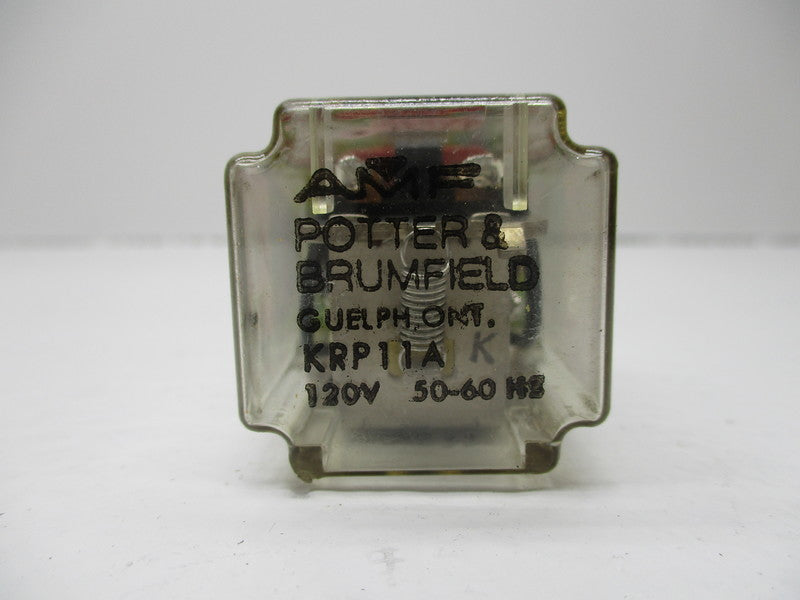 AMF
POTTER &
BRUMFIELD
GUELPH, ONT.
KRP11A K
120V 50-60 HZ